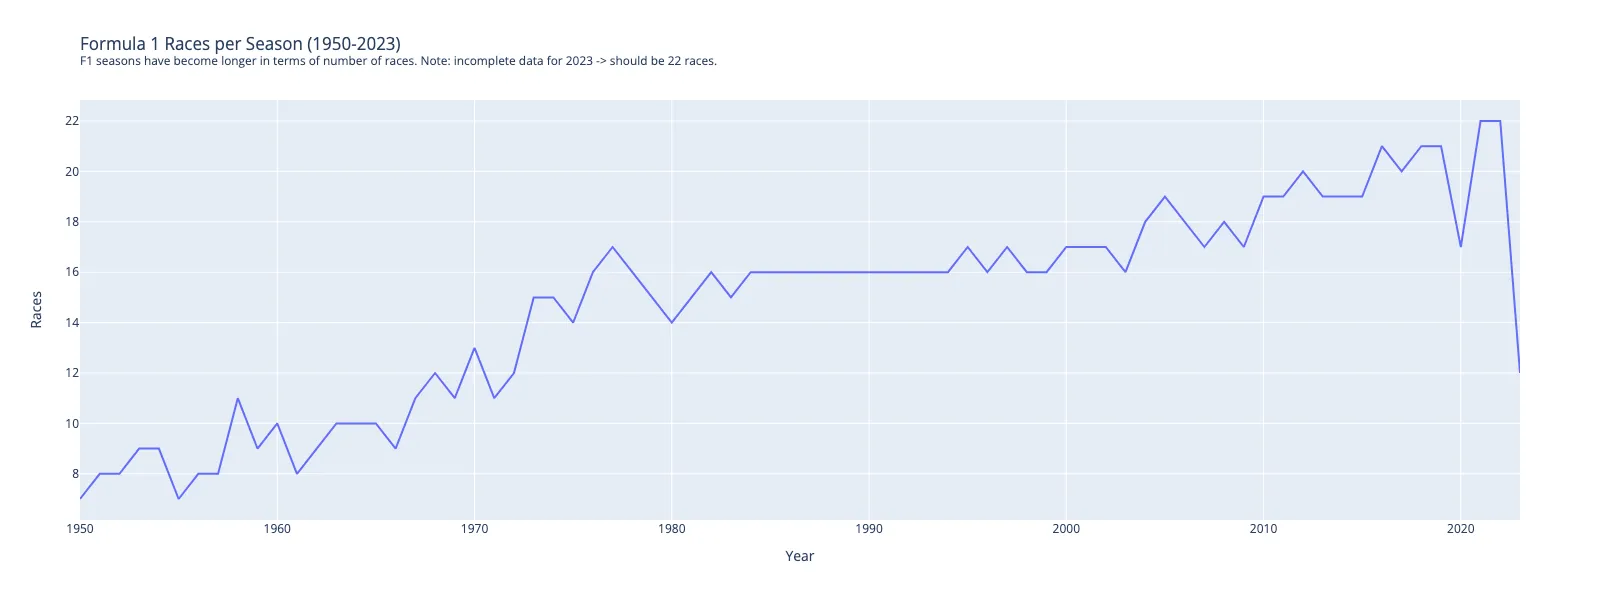 Formula 1 Races per Season (1950-2023)
F1 seasons have become longer in terms of number of races. Note: incomplete data for 2023 -> should be 22 races.
22
20
18
16
14
12
10
8
Races
1950 1960 1970 1980 1990 2000 2010 2020
Year